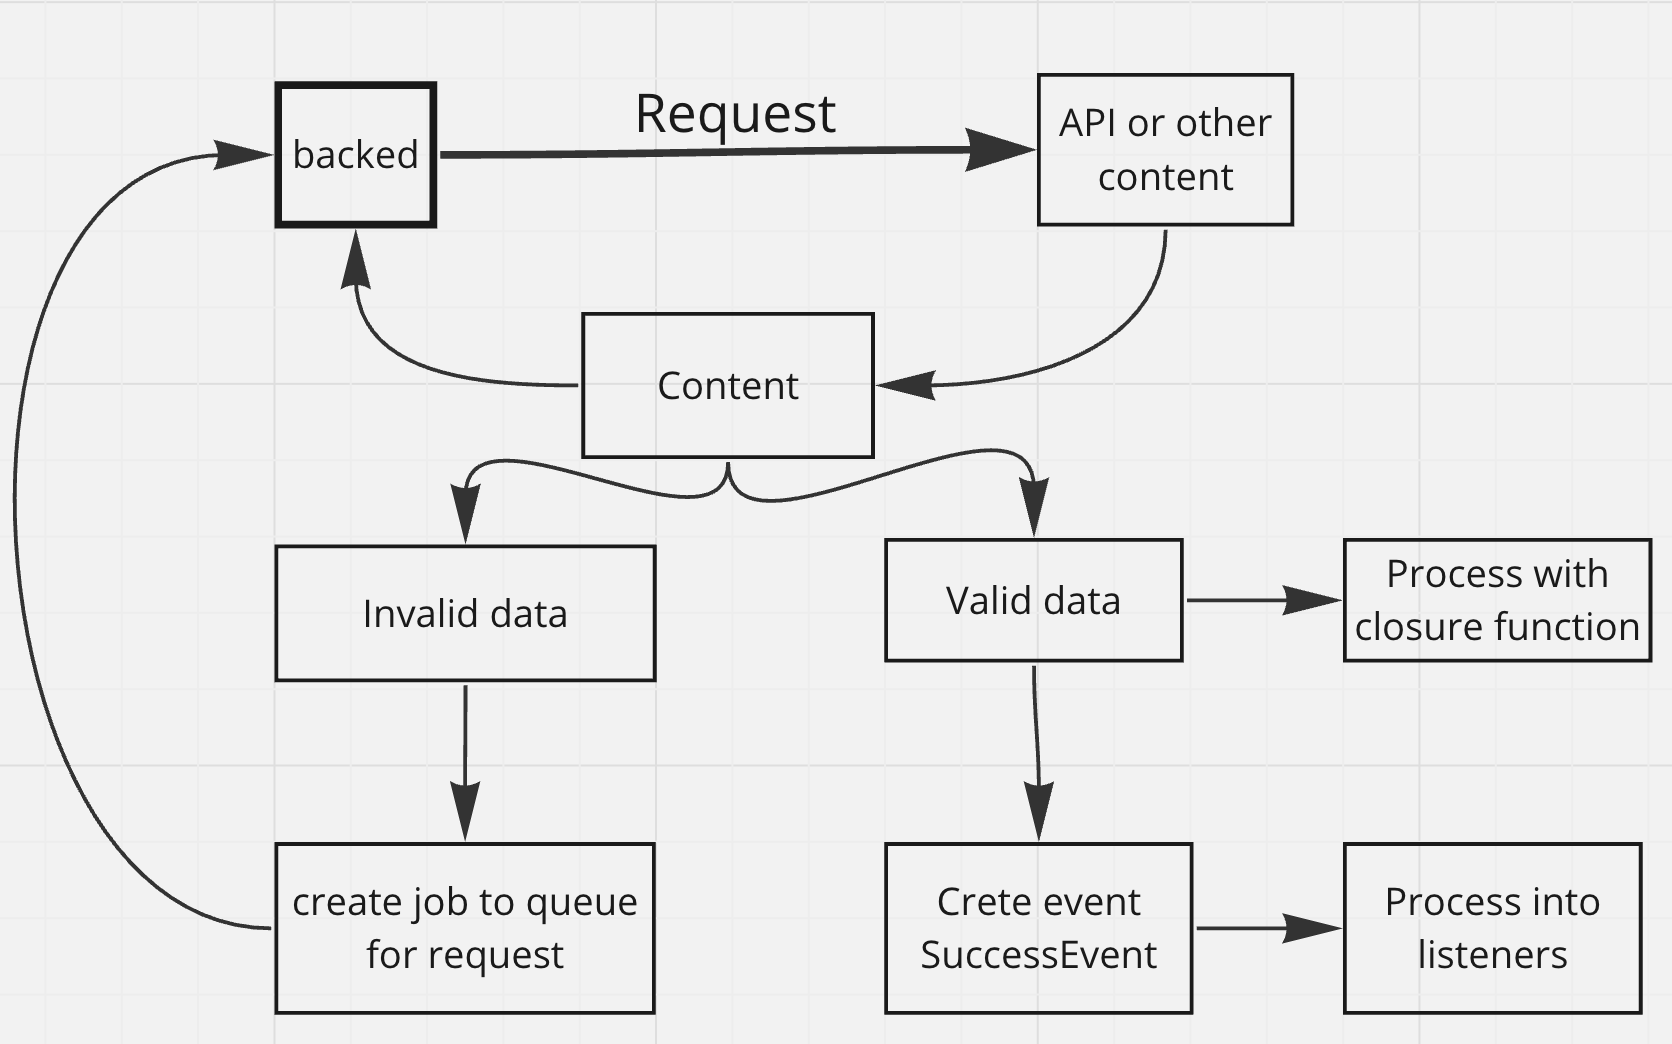 Request
backed
API or other
content
Content
Invalid data
Valid data
Process with
closure function
create job to queue
for request
Crete event
SuccessEvent
Process into
listeners